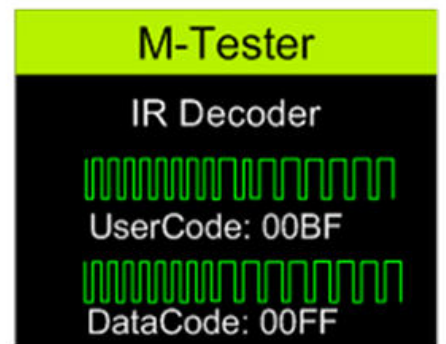 M-Tester
IR Decoder
UserCode: 00BF
DataCode: 00FF